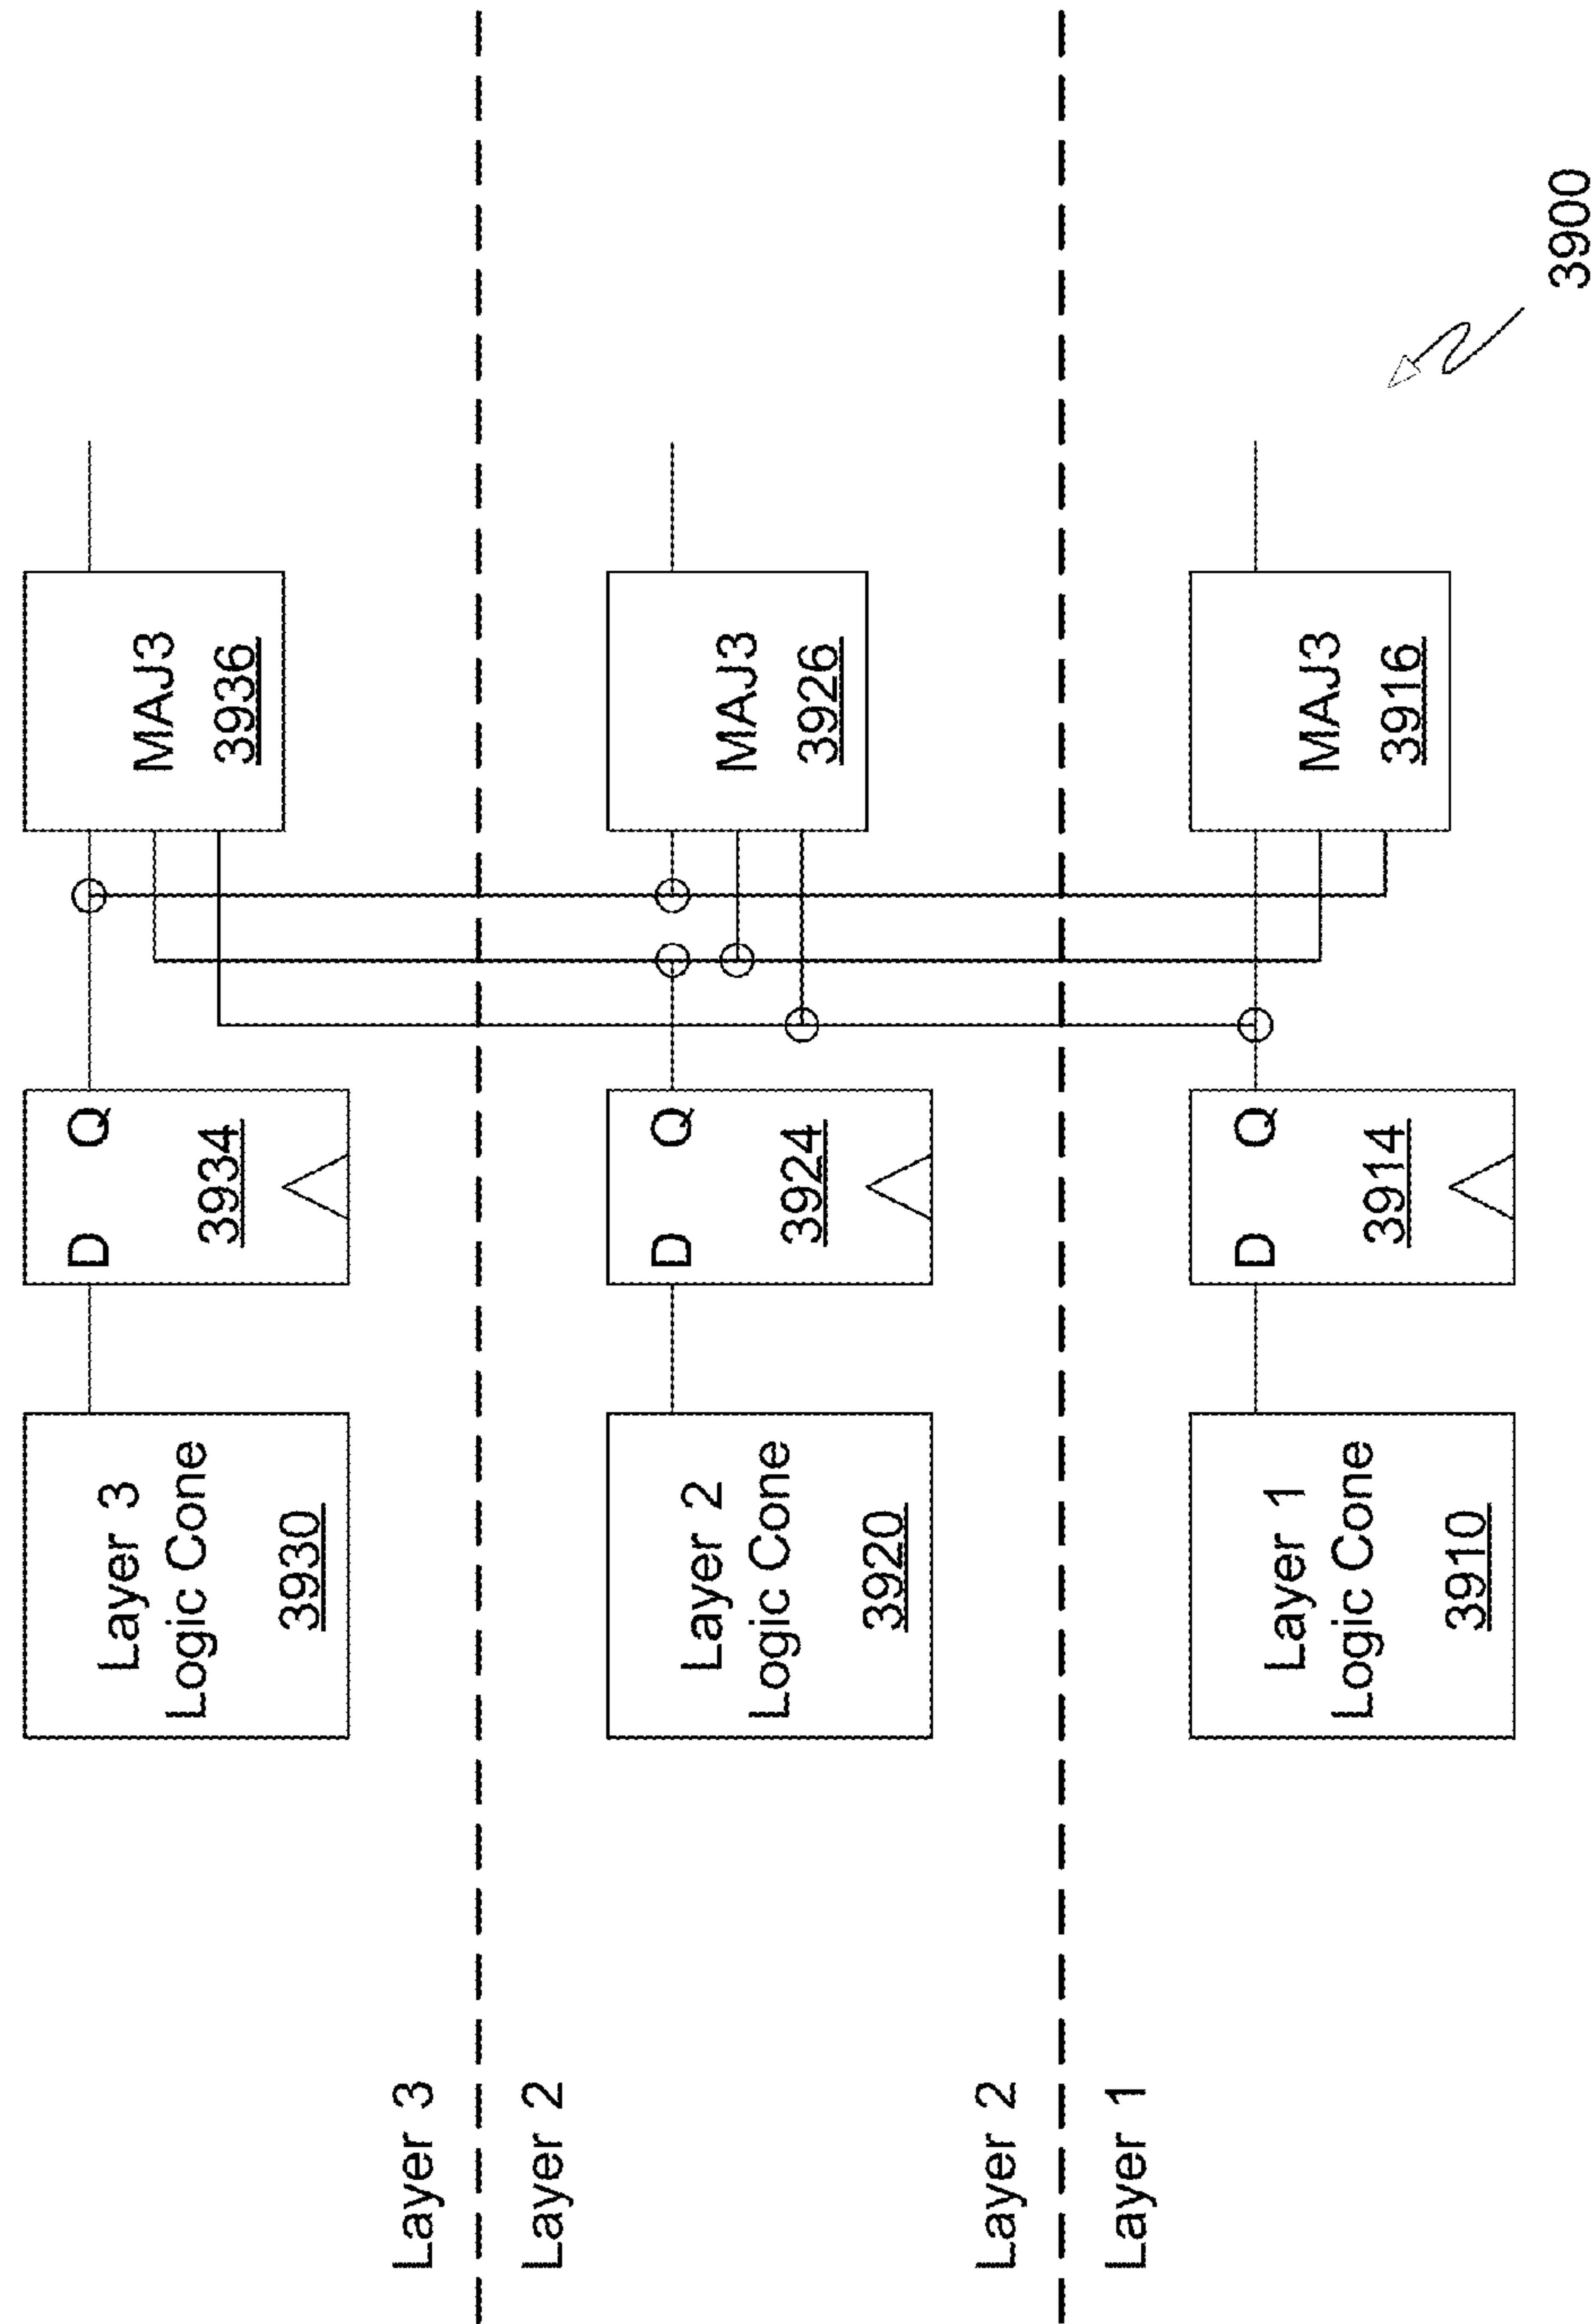 Layer 3
Logic Cone
3930
D Q
3934
MAJ3
3936
Layer 3
Layer 2
Layer 2
Logic Cone
3920
D Q
3924
MAJ3
3926
Layer 2
Layer 1
Layer 1
Logic Cone
3910
D Q
3914
MAJ3
3916
3900